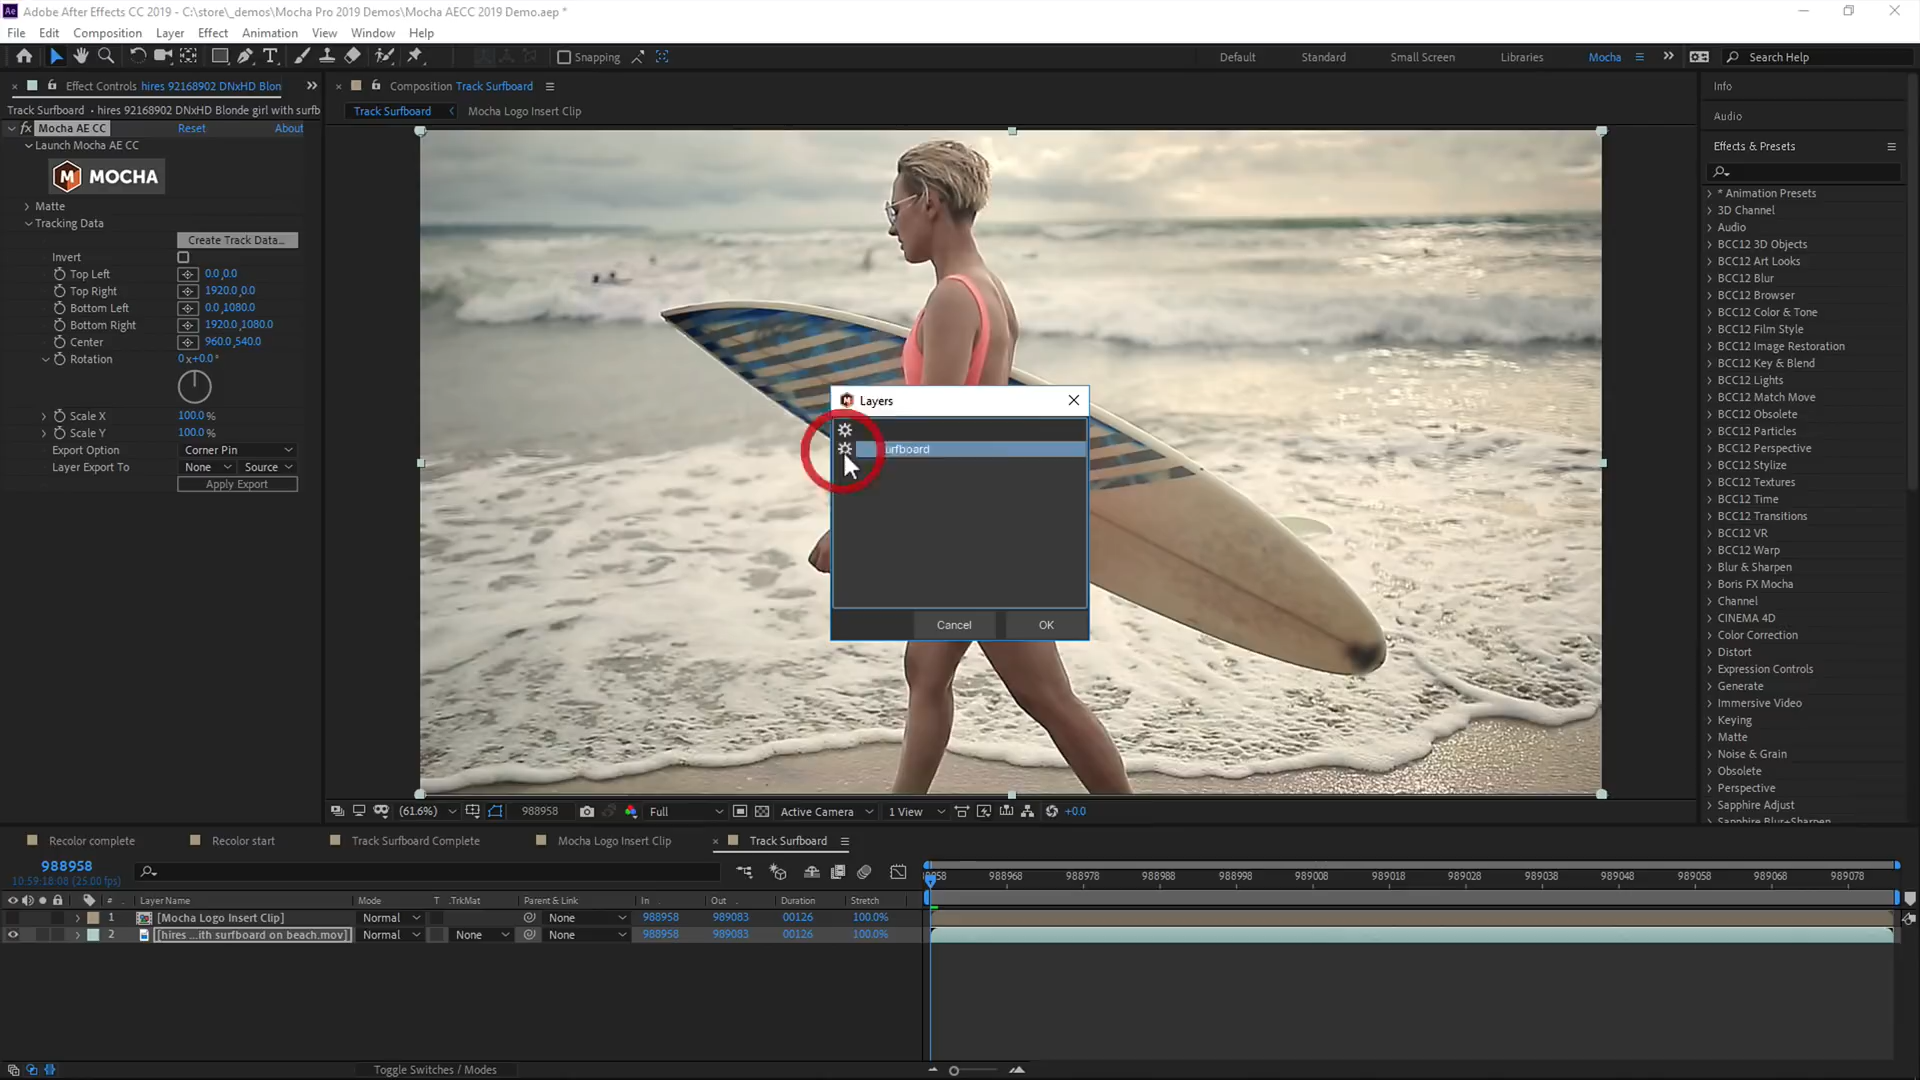 Adobe After Effects CC 2019 - C:\store\_demos\Mocha Pro 2019 Demos\Mocha AECC 2019 Demo.aep *
File Edit Composition Layer Effect Animation View Window Help
Snapping
Default Standard Small Screen Libraries Mocha Search Help
Effect Controls hires 92168902 DNxHD Blon
Track Surfboard • hires 92168902 DNxHD Blonde girl with surfb
fx Mocha AE CC Reset About
Launch Mocha AE CC
M MOCHA
Matte
Tracking Data
Create Track Data...
Invert
Top Left 0.0,0.0
Top Right 1920.0,0.0
Bottom Left 0.0,1080.0
Bottom Right 1920.0,1080.0
Center 960.0,540.0
Rotation 0x+0.0°
Scale X 100.0%
Scale Y 100.0%
Export Option Corner Pin
Layer Export To None Source
Apply Export
Composition Track Surfboard
Track Surfboard Mocha Logo Insert Clip
Layers
urfboard
Cancel OK
(61.6%) 988958 Full Active Camera 1 View +0.0
Info
Audio
Effects & Presets
* Animation Presets
3D Channel
Audio
BCC12 3D Objects
BCC12 Art Looks
BCC12 Blur
BCC12 Browser
BCC12 Color & Tone
BCC12 Film Style
BCC12 Image Restoration
BCC12 Key & Blend
BCC12 Lights
BCC12 Match Move
BCC12 Obsolete
BCC12 Particles
BCC12 Perspective
BCC12 Stylize
BCC12 Textures
BCC12 Time
BCC12 Transitions
BCC12 VR
BCC12 Warp
Blur & Sharpen
Boris FX Mocha
Channel
CINEMA 4D
Color Correction
Distort
Expression Controls
Generate
Immersive Video
Keying
Matte
Noise & Grain
Obsolete
Perspective
Sapphire Adjust
Sapphire Blur+Sharpen
Recolor complete Recolor start Track Surfboard Complete Mocha Logo Insert Clip Track Surfboard
988958
10:59:18:08 (25.00 fps)
958 988968 988978 988988 988998 989008 989018 989028 989038 989048 989058 989068 989078
# Layer Name Mode T .TrkMat Parent & Link In Out Duration Stretch
1 [Mocha Logo Insert Clip] Normal None 988958 989083 00126 100.0%
2 [hires ...ith surfboard on beach.mov] Normal None None 988958 989083 00126 100.0%
Toggle Switches / Modes